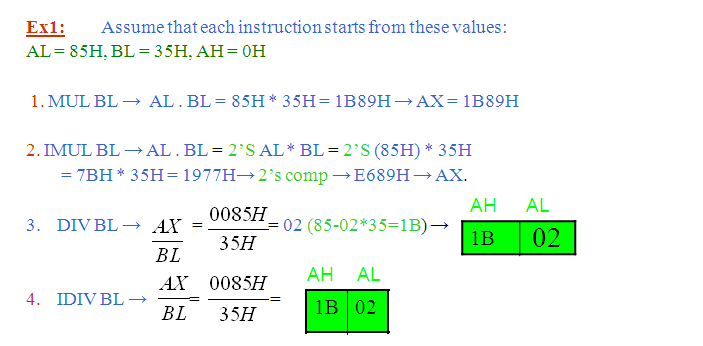 Ex1: Assume that each instruction starts from these values:
AL = 85H, BL = 35H, AH = 0H
1. MUL BL → AL . BL = 85H * 35H = 1B89H → AX = 1B89H
2. IMUL BL → AL . BL = 2'S AL * BL = 2'S (85H) * 35H
= 7BH * 35H = 1977H → 2's comp → E689H → AX.
3. DIV BL → AX/BL = 0085H/35H = 02 (85-02*35=1B) → AH AL
1B 02
4. IDIV BL → AX/BL = 0085H/35H = AH AL
1B 02